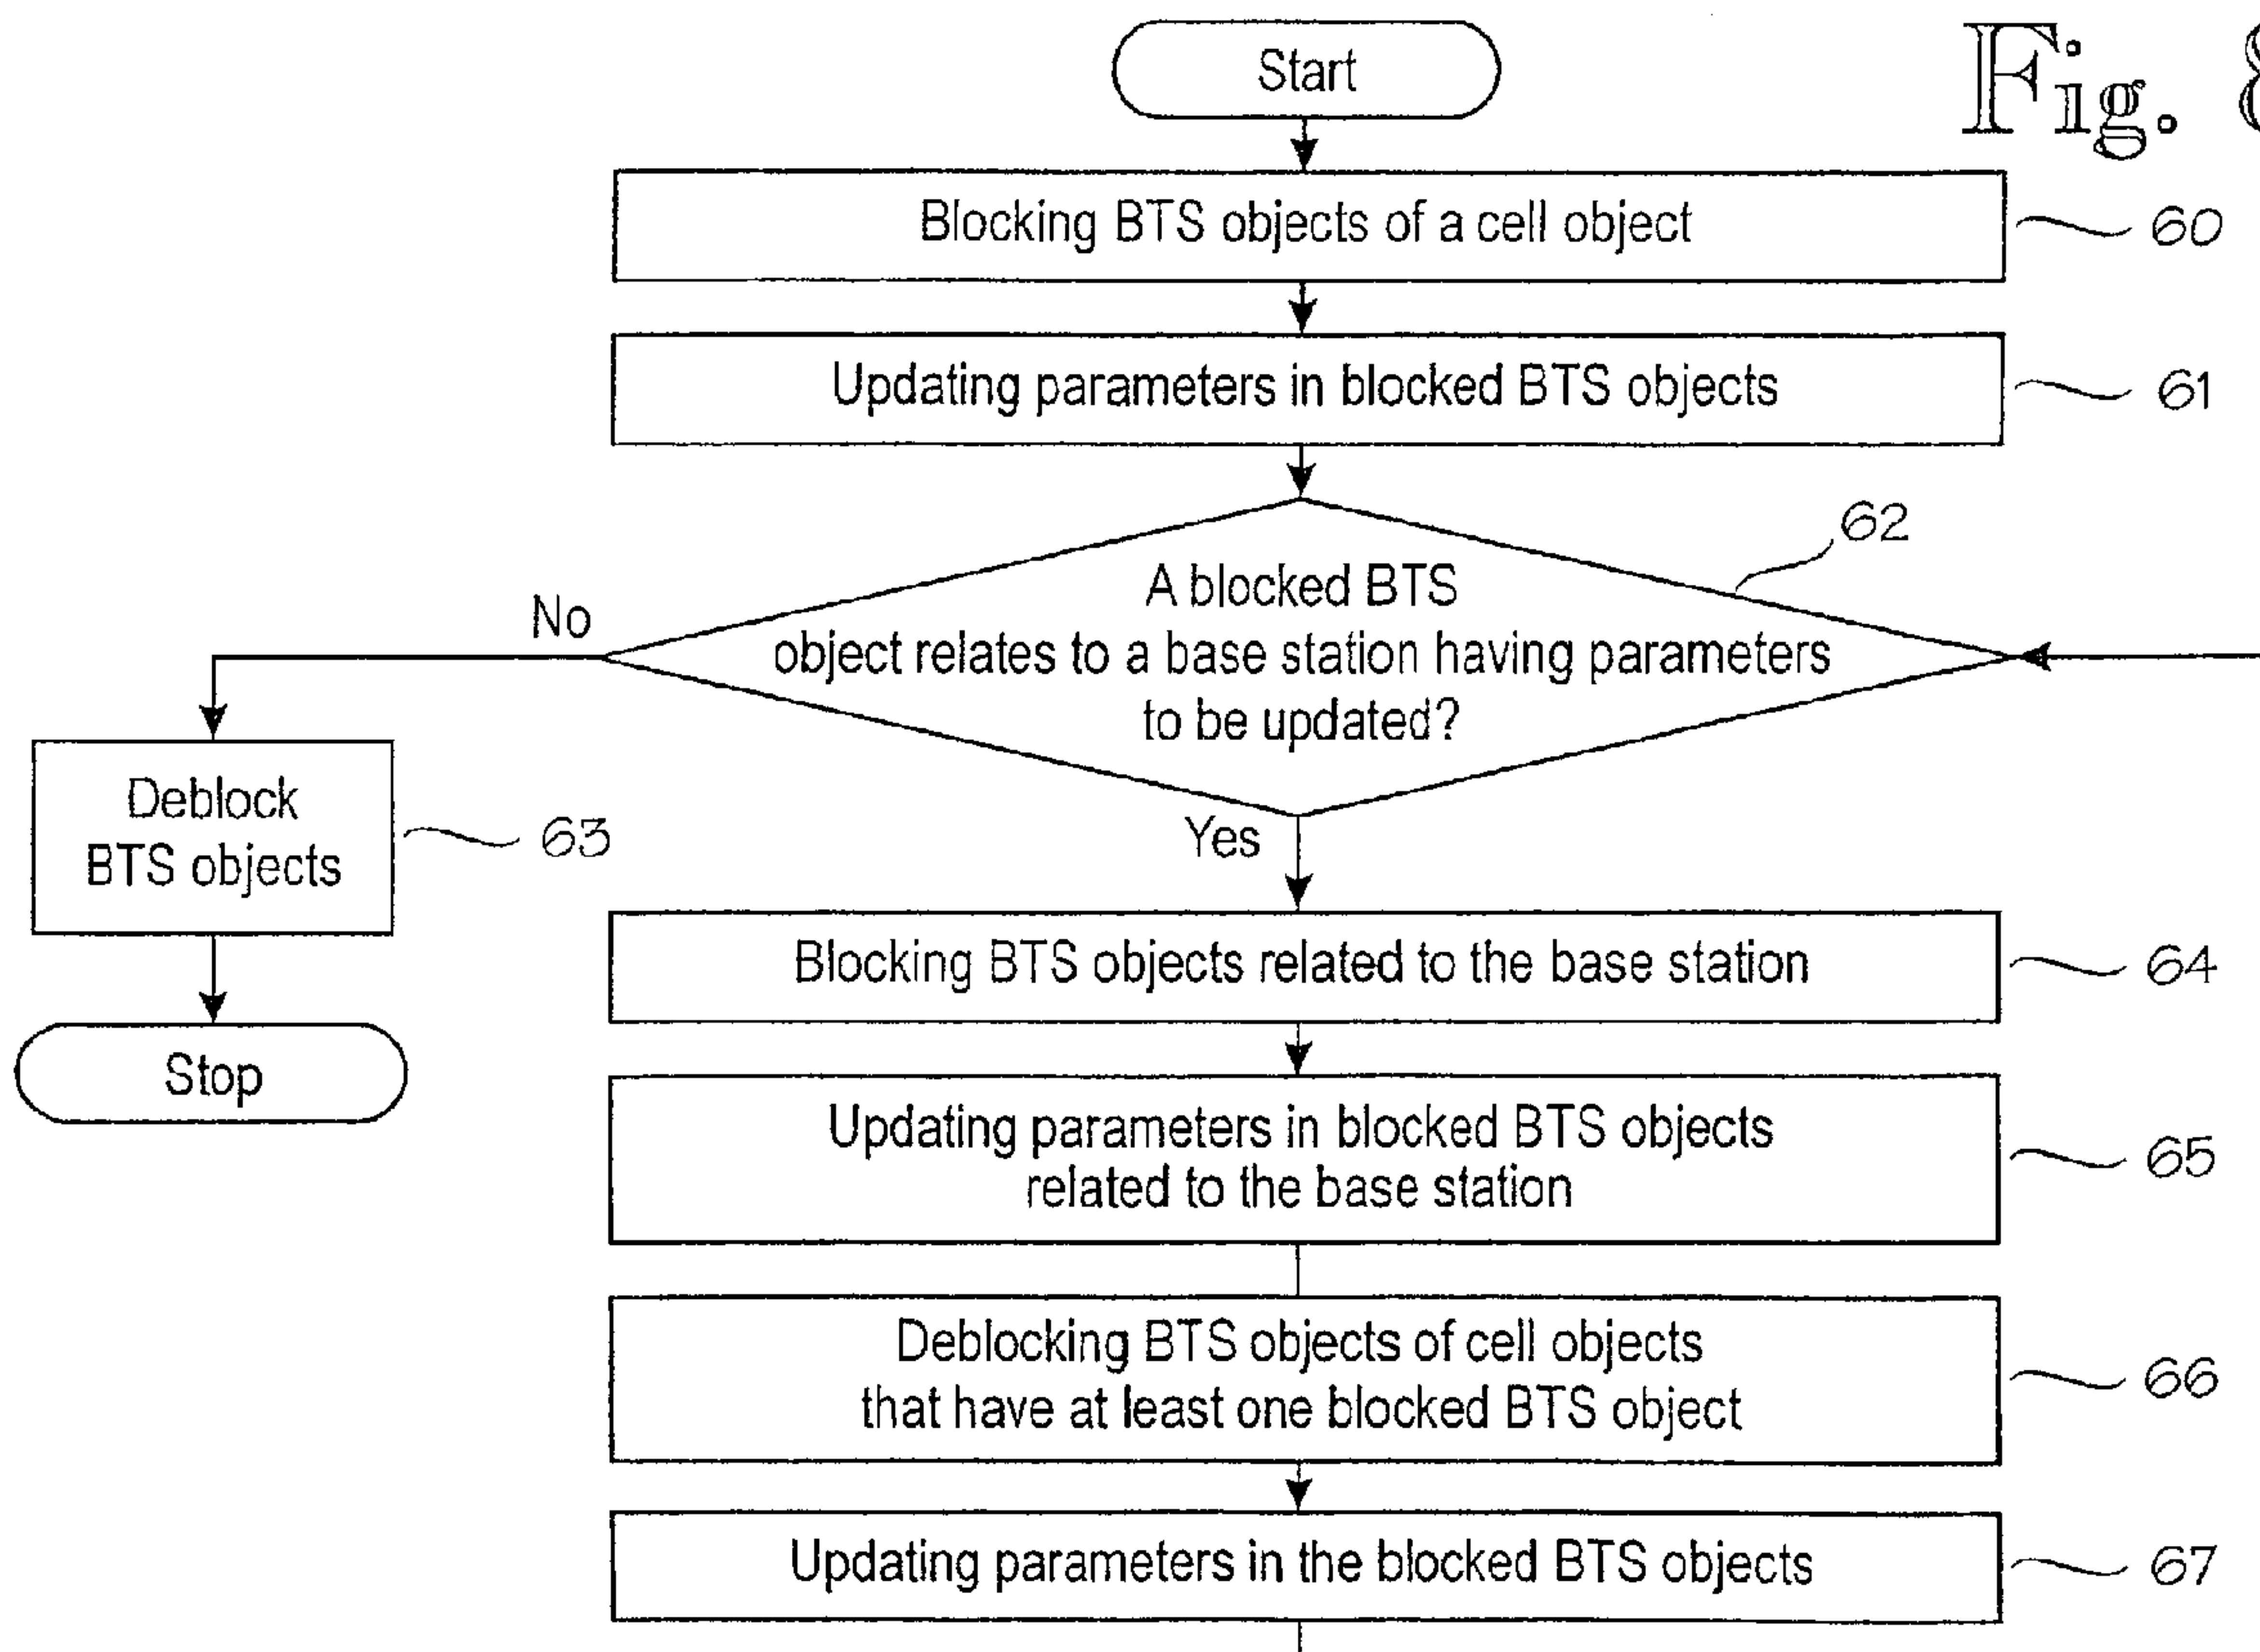 Fig. 8
Start
Blocking BTS objects of a cell object
60
Updating parameters in blocked BTS objects
61
62
A blocked BTS
object relates to a base station having parameters
to be updated?
No
Yes
Deblock
BTS objects
63
Stop
Blocking BTS objects related to the base station
64
Updating parameters in blocked BTS objects
related to the base station
65
Deblocking BTS objects of cell objects
that have at least one blocked BTS object
66
Updating parameters in the blocked BTS objects
67